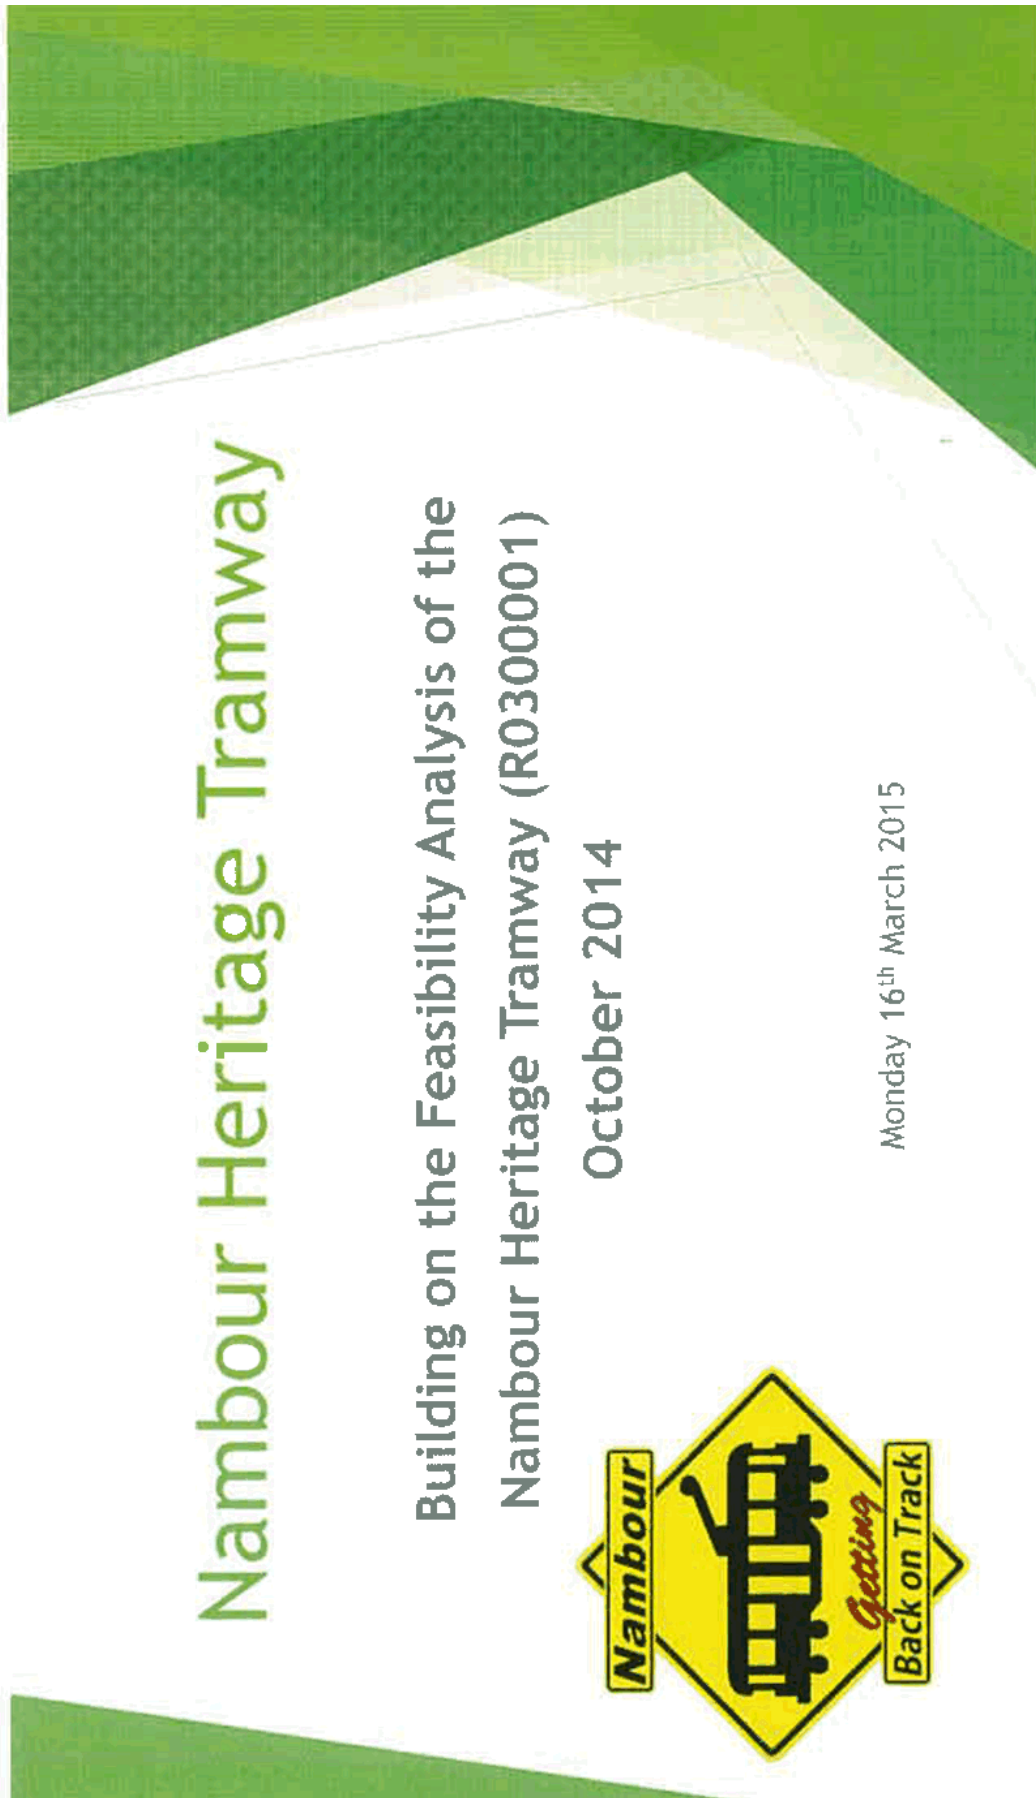 Nambour Heritage Tramway
Building on the Feasibility Analysis of the
Nambour Heritage Tramway (R0300001)
October 2014
Monday 16th March 2015
Nambour
Getting
Back on Track